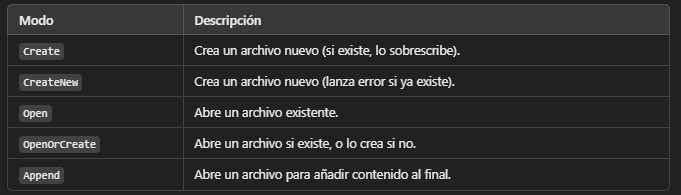 Modo Descripción
Create Crea un archivo nuevo (si existe, lo sobrescribe).
CreateNew Crea un archivo nuevo (lanza error si ya existe).
Open Abre un archivo existente.
OpenOrCreate Abre un archivo si existe, o lo crea si no.
Append Abre un archivo para añadir contenido al final.